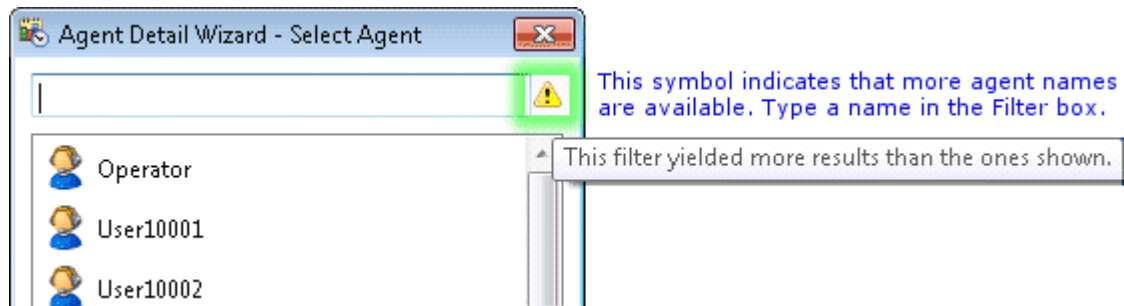 Agent Detail Wizard - Select Agent
This symbol indicates that more agent names
are available. Type a name in the Filter box.
This filter yielded more results than the ones shown.
Operator
User10001
User10002